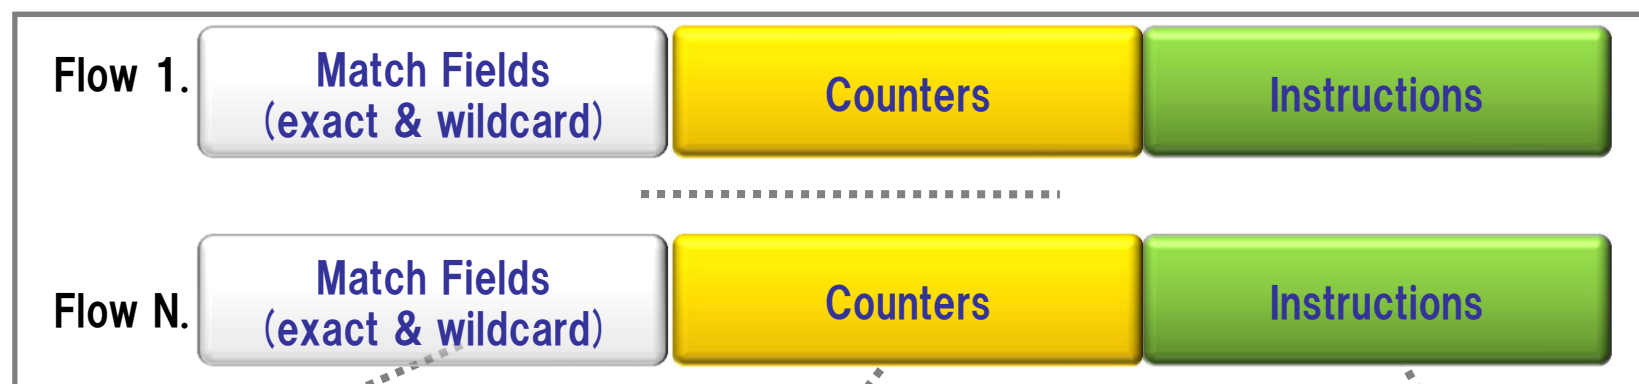 Flow 1.
Match Fields
(exact & wildcard)
Counters
Instructions
Flow N.
Match Fields
(exact & wildcard)
Counters
Instructions